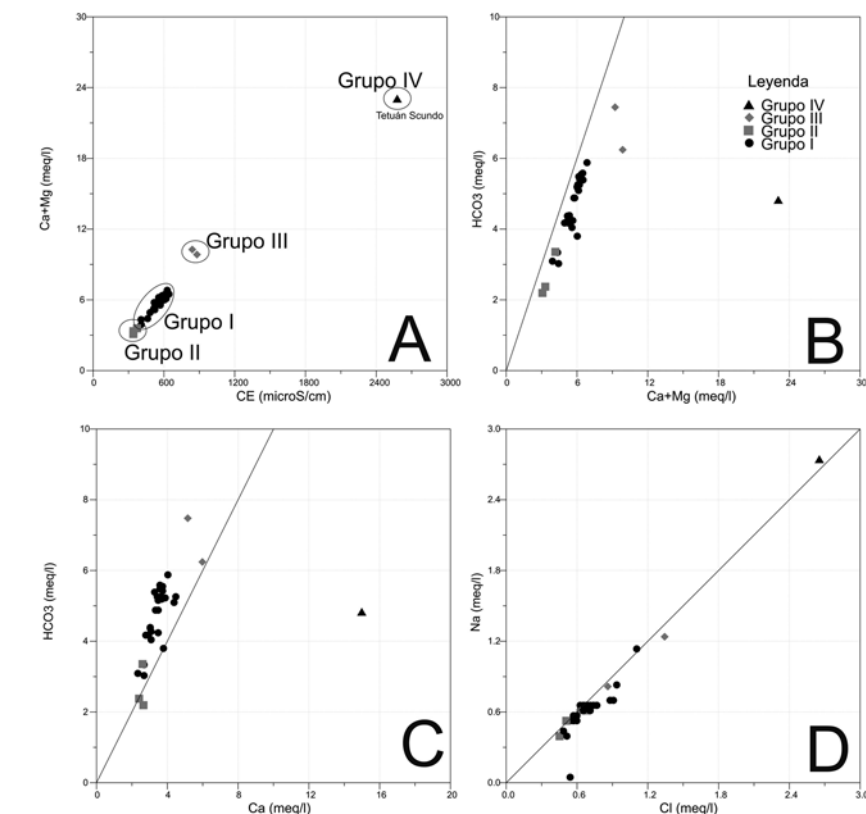 30
24
18
12
6
0
Ca+Mg (meq/l)
Grupo IV
Tetuán Scundo
Grupo III
Grupo I
Grupo II
A
0
600
1200
1800
2400
3000
CE (microS/cm)
10
8
6
4
2
0
HCO3 (meq/l)
Leyenda
Grupo IV
Grupo III
Grupo II
Grupo I
B
0
6
12
18
24
30
Ca+Mg (meq/l)
10
8
6
4
2
0
HCO3 (meq/l)
C
0
4
8
12
16
20
Ca (meq/l)
3.0
2.4
1.8
1.2
0.6
0.0
Na (meq/l)
D
0.0
0.6
1.2
1.8
2.4
3.0
Cl (meq/l)